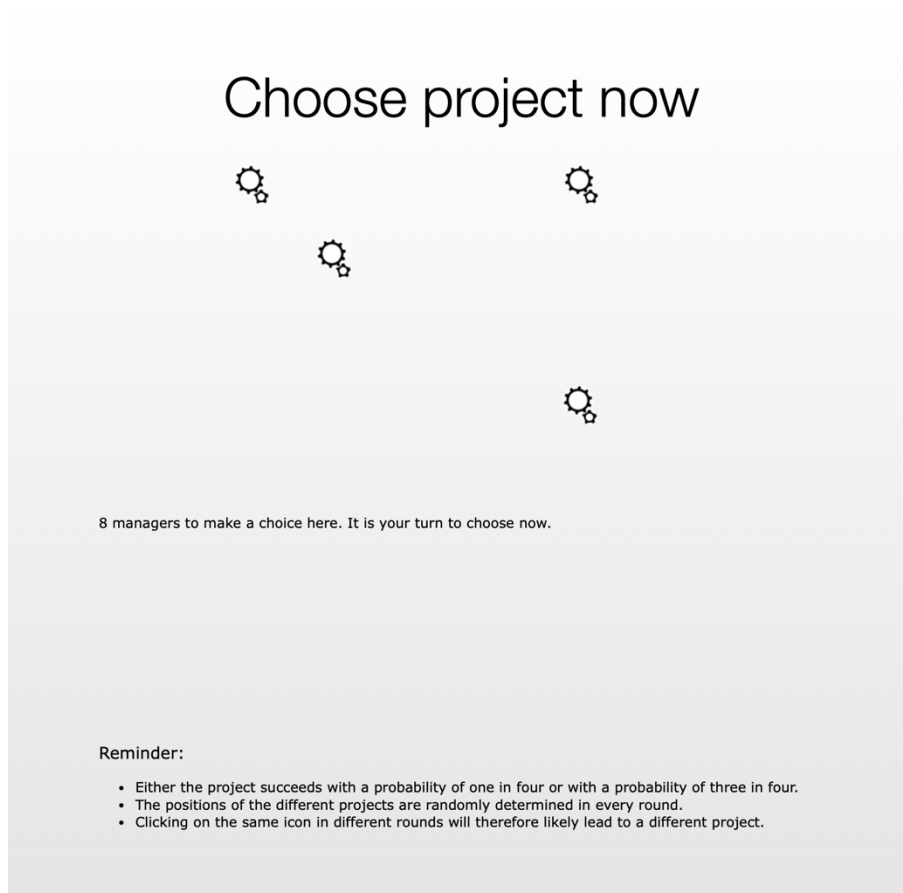 Choose project now
8 managers to make a choice here. It is your turn to choose now.
Reminder:
• Either the project succeeds with a probability of one in four or with a probability of three in four.
• The positions of the different projects are randomly determined in every round.
• Clicking on the same icon in different rounds will therefore likely lead to a different project.